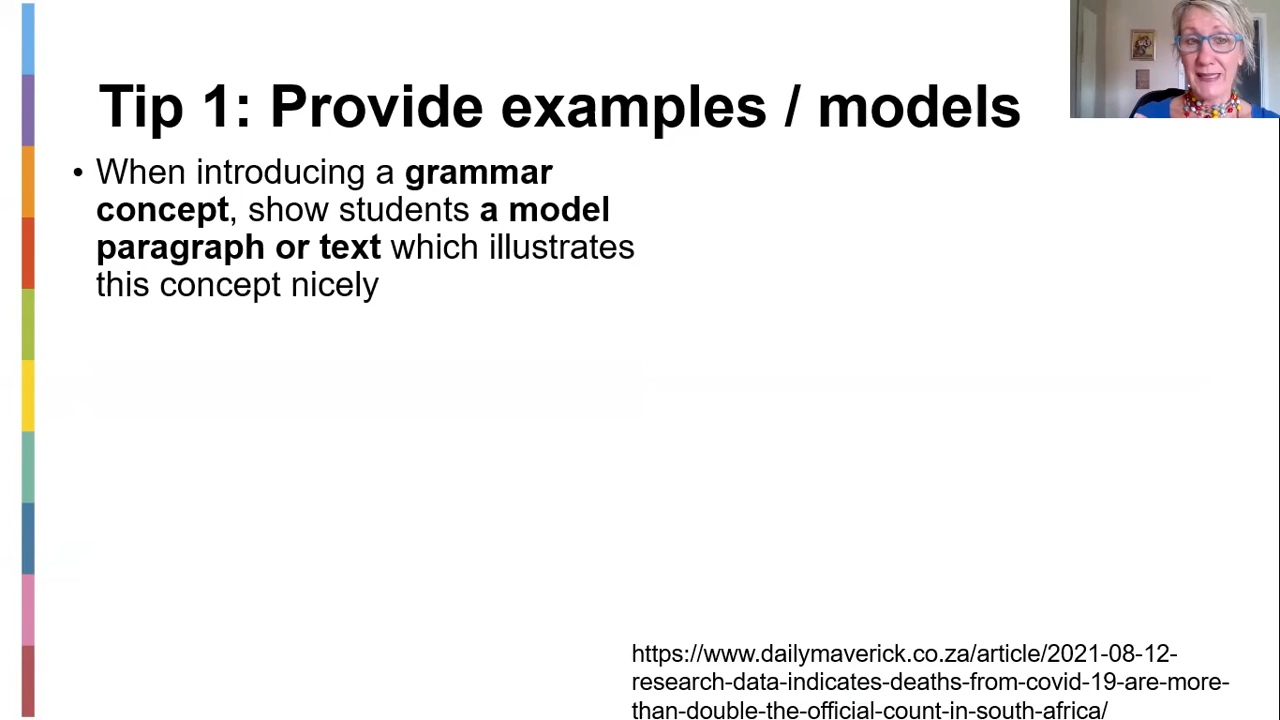 Tip 1: Provide examples / models
• When introducing a grammar
concept, show students a model
paragraph or text which illustrates
this concept nicely
https://www.dailymaverick.co.za/article/2021-08-12-
research-data-indicates-deaths-from-covid-19-are-more-
than-double-the-official-count-in-south-africa/